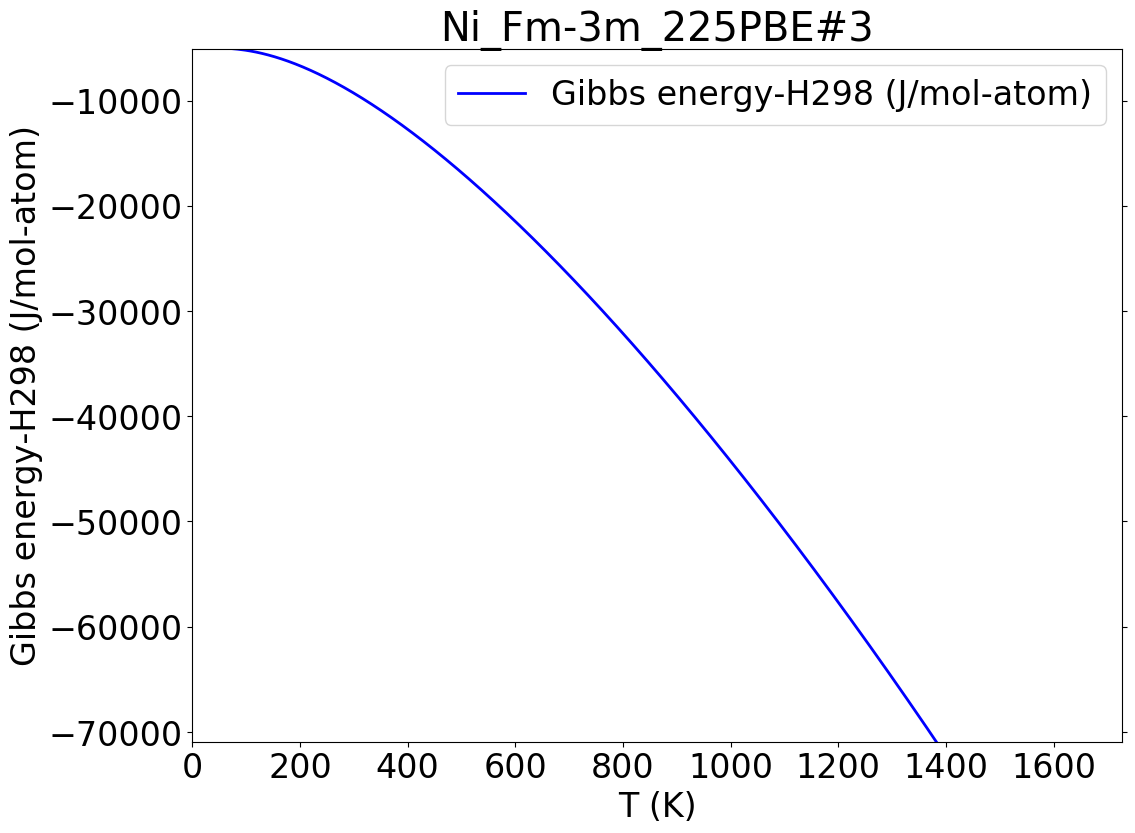 Ni_Fm-3m_225PBE#3
Gibbs energy-H298 (J/mol-atom)
Gibbs energy-H298 (J/mol-atom)
−10000
−20000
−30000
−40000
−50000
−60000
−70000
0 200 400 600 800 1000 1200 1400 1600
T (K)